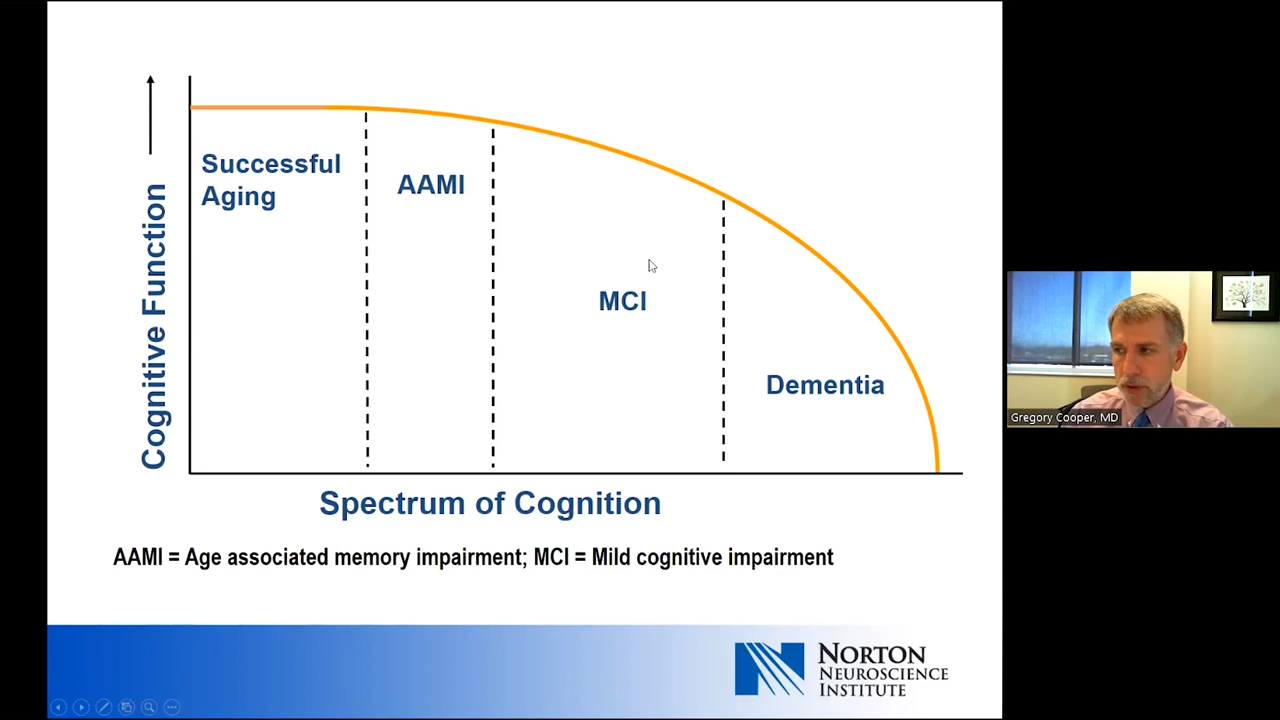 Successful
Aging
AAMI
MCI
Dementia
Cognitive Function
Spectrum of Cognition
AAMI = Age associated memory impairment; MCI = Mild cognitive impairment
NORTON
NEUROSCIENCE
INSTITUTE
Gregory Cooper, MD